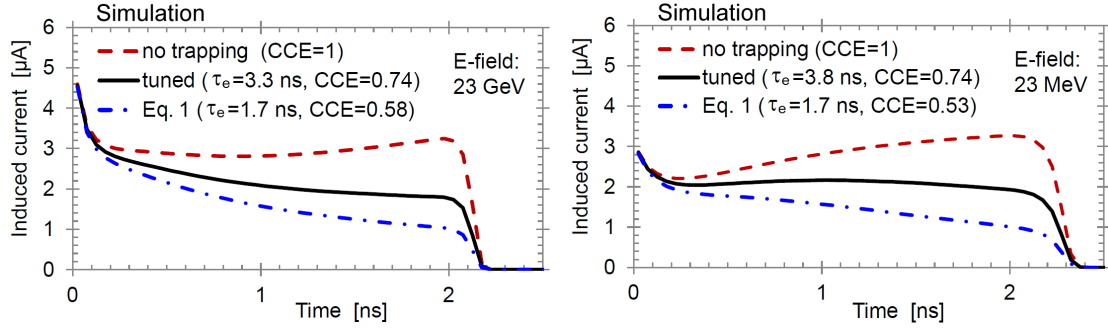 Simulation
6
5
4
3
2
1
0
Induced current [µA]
no trapping (CCE=1)
tuned (τe=3.3 ns, CCE=0.74)
Eq. 1 (τe=1.7 ns, CCE=0.58)
E-field:
23 GeV
0
1
2
Time [ns]
Simulation
6
5
4
3
2
1
0
Induced current [µA]
no trapping (CCE=1)
tuned (τe=3.8 ns, CCE=0.74)
Eq. 1 (τe=1.7 ns, CCE=0.53)
E-field:
23 MeV
0
1
2
Time [ns]